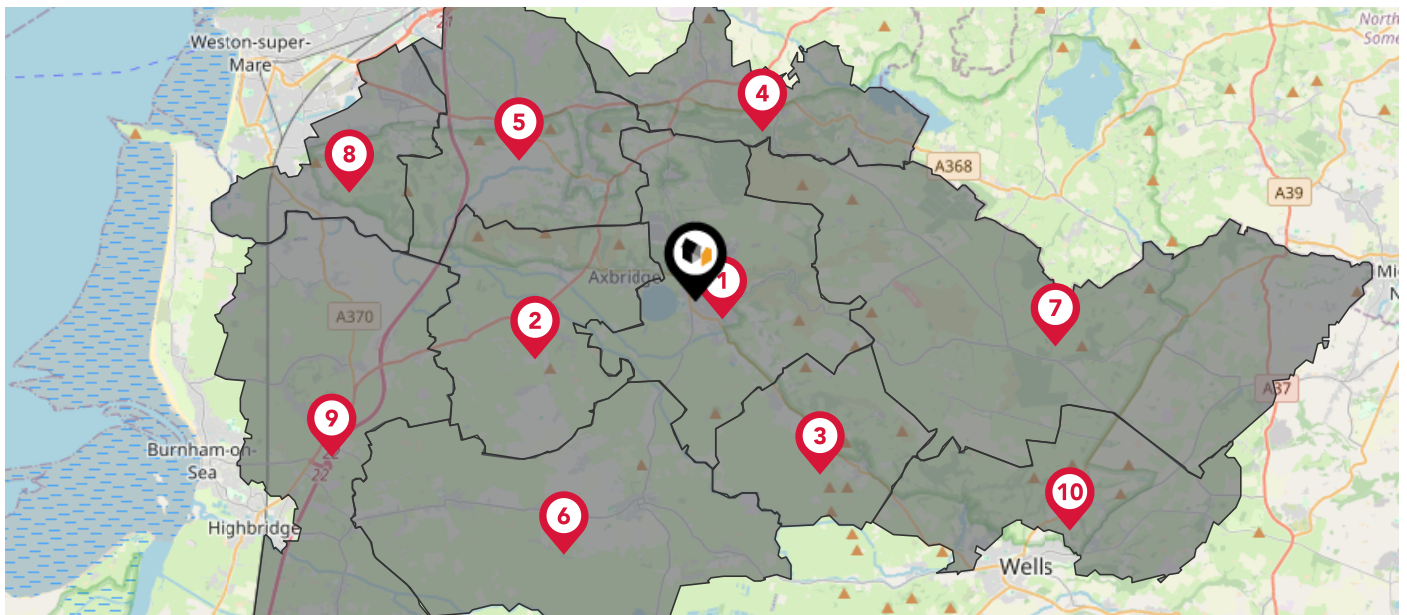 21
North
Some
Weston-super-
Mare
4
5
8
A368
A39
Axbridge
1
Mi
N
7
A370
2
A37
9
3
Burnham-on-
Sea
22
22
10
6
Highbridge
Wells